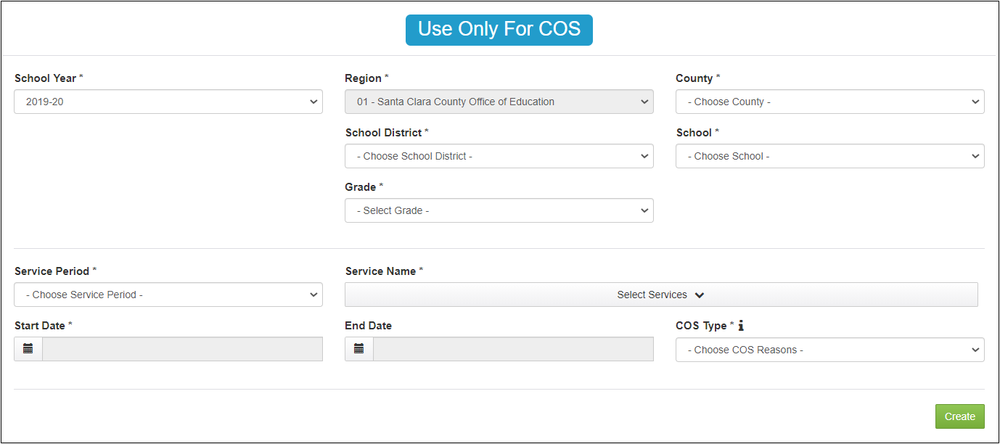 Use Only For COS
School Year *
Region *
County *
2019-20
01 - Santa Clara County Office of Education
- Choose County -
School District *
School *
- Choose School District -
- Choose School -
Grade *
- Select Grade -
Service Period *
Service Name *
- Choose Service Period -
Select Services
Start Date *
End Date
COS Type * i
- Choose COS Reasons -
Create